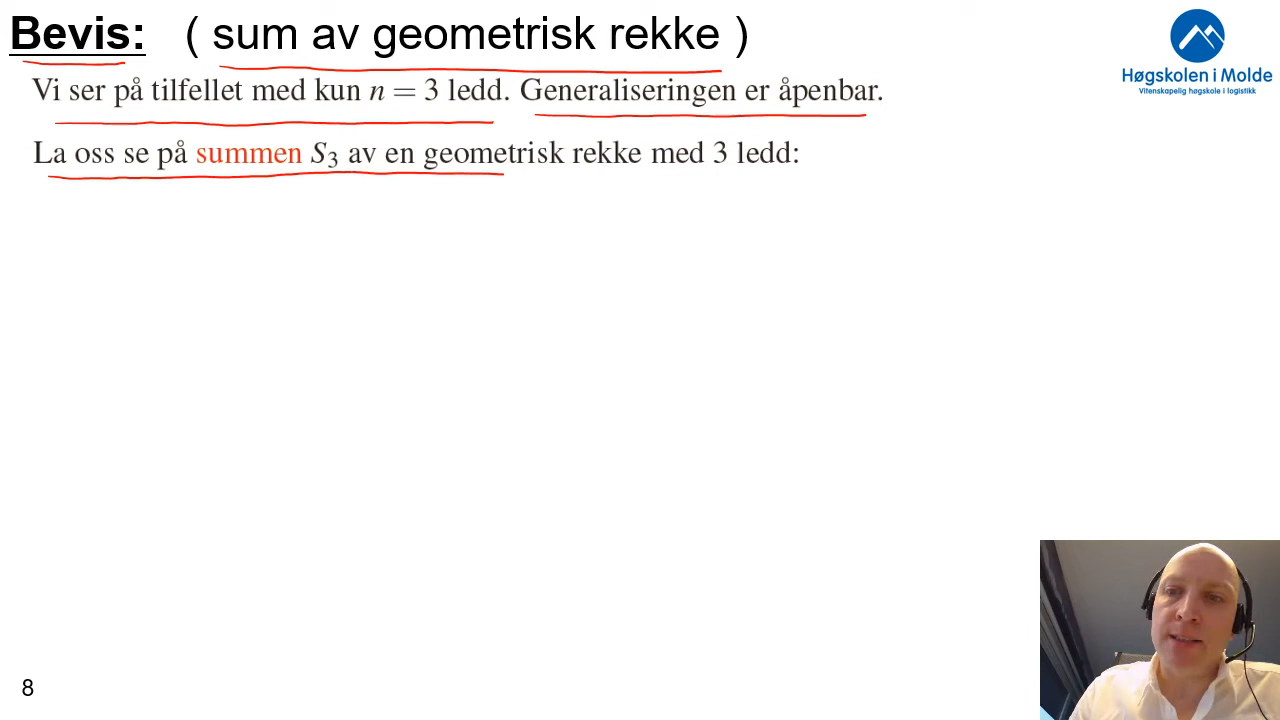 Bevis: ( sum av geometrisk rekke )
Høgskolen i Molde
Vitenskapelig høgskole i logistikk
Vi ser på tilfellet med kun n = 3 ledd. Generaliseringen er åpenbar.
La oss se på summen S₃ av en geometrisk rekke med 3 ledd:
8